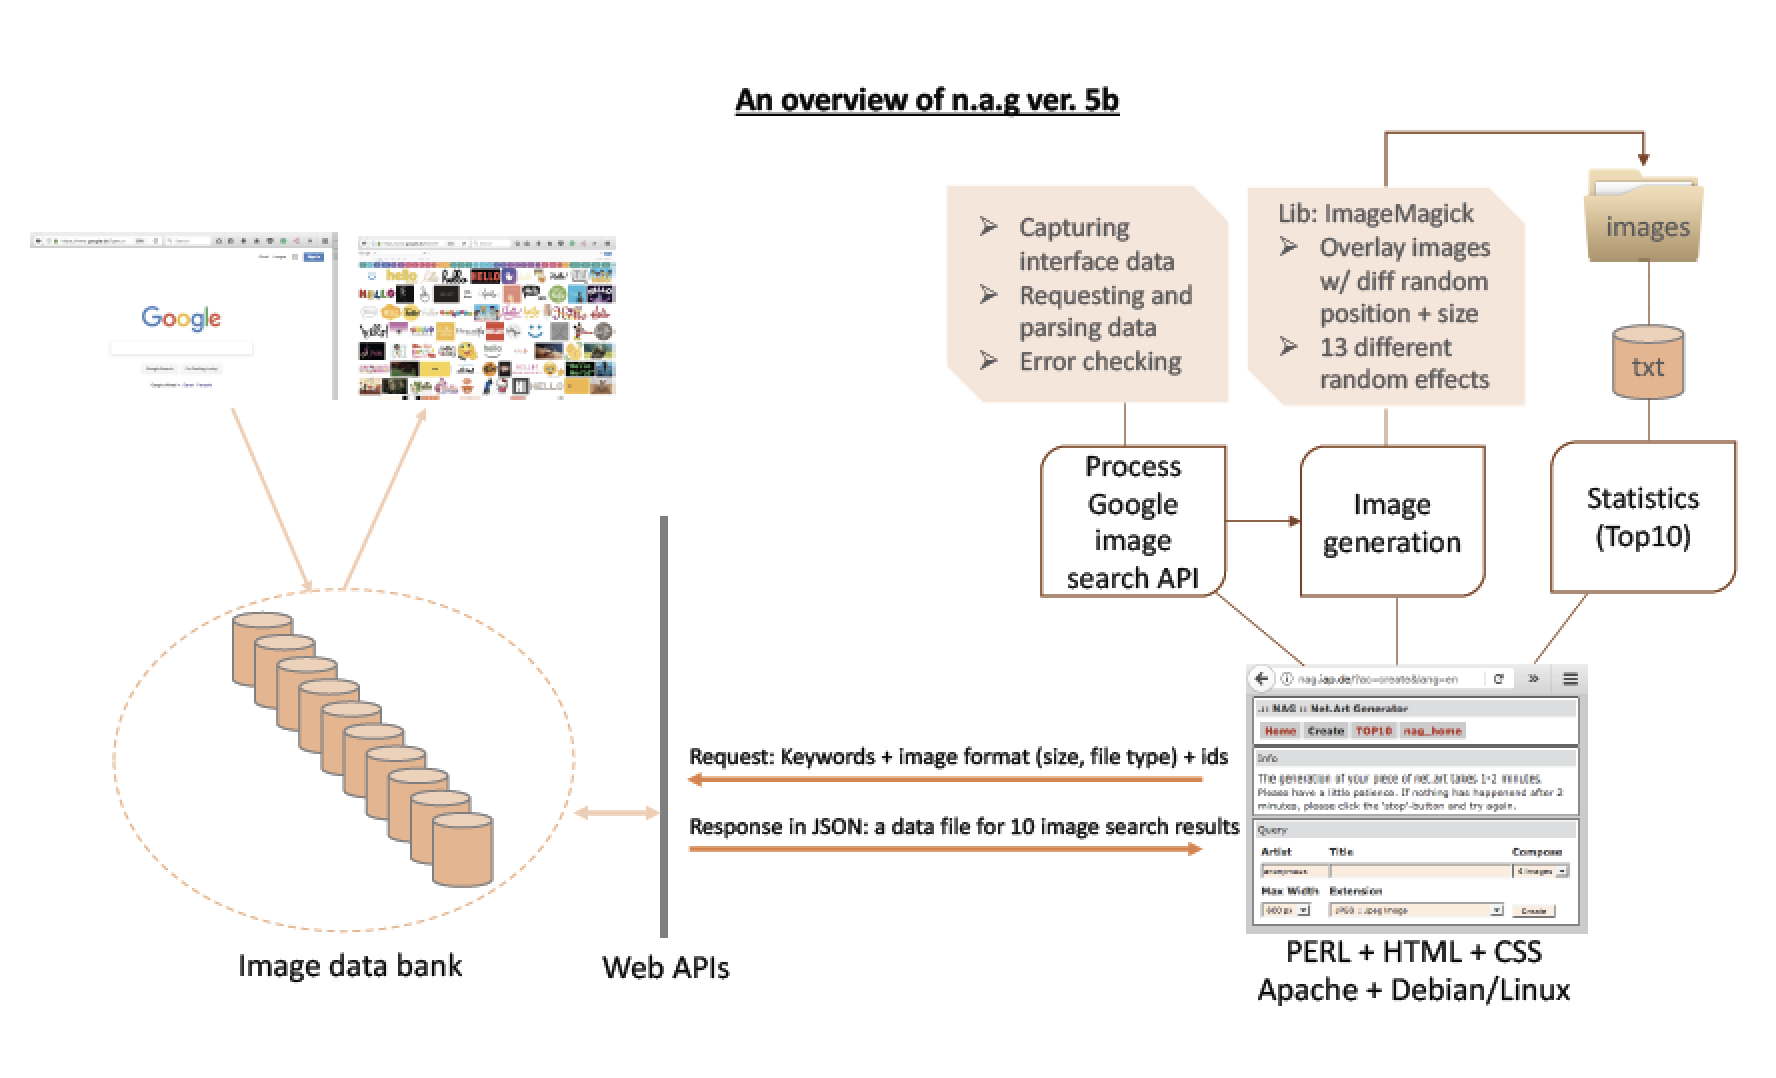 An overview of n.a.g ver. 5b
Google
Capturing
interface data
Requesting and
parsing data
Error checking
Lib: ImageMagick
Overlay images
w/ diff random
position + size
13 different
random effects
images
txt
Process
Google
image
search API
Image
generation
Statistics
(Top10)
Request: Keywords + image format (size, file type) + ids
Response in JSON: a data file for 10 image search results
nag.iap.de/?ac=create&lang=en
.:: NAG :: Net.Art Generator
Home Create TOP10 nag_home
Info
The generation of your piece of net.art takes 1-2 minutes.
Please have a little patience. If nothing has happenend after 2
minutes, please click the 'stop'-button and try again.
Query
Artist Title Compose
anonymous 4 images
Max Width Extension
Create
Image data bank
Web APIs
PERL + HTML + CSS
Apache + Debian/Linux